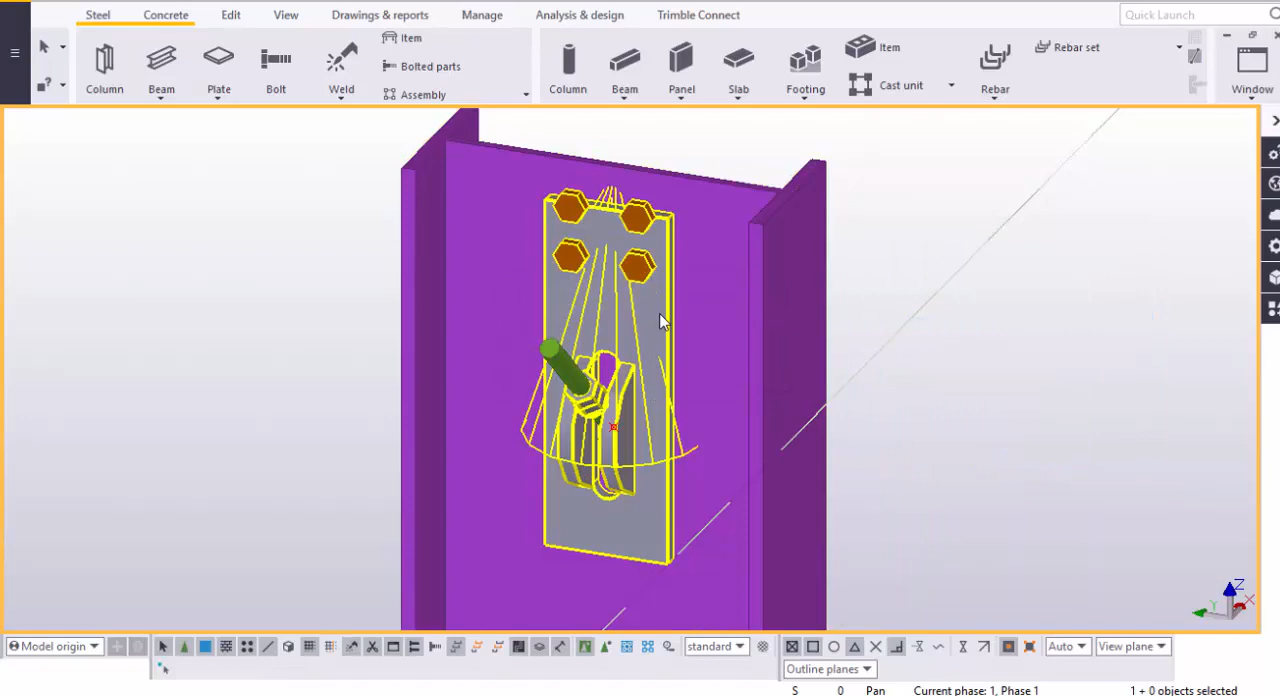 Steel Concrete Edit View Drawings & reports Manage Analysis & design Trimble Connect Quick Launch
Item
Bolted parts
Assembly
Column Beam Plate Bolt Weld
Item
Cast unit
Rebar set
Column Beam Panel Slab Footing Rebar Window
Z
Y
X
Model origin standard Auto View plane
Outline planes
S 0 Pan Current phase: 1, Phase 1 1 + 0 objects selected